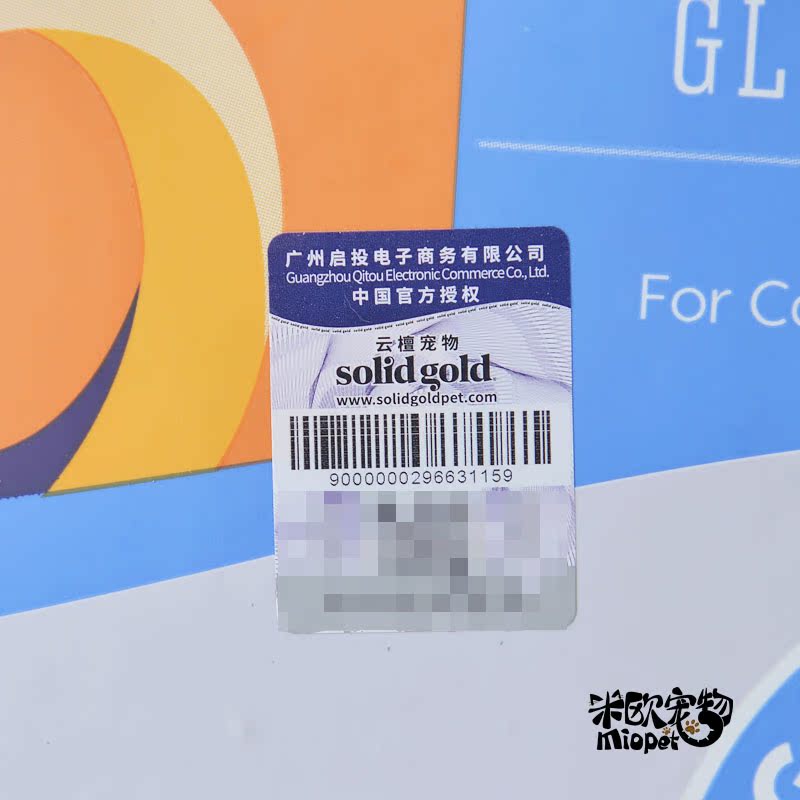 GL
For Co
广州启投电子商务有限公司
Guangzhou Qitou Electronic Commerce Co., Ltd.
中国官方授权
云檀宠物
solid gold
www.solidgoldpet.com
9000000296631159
米欧宠物
miopet